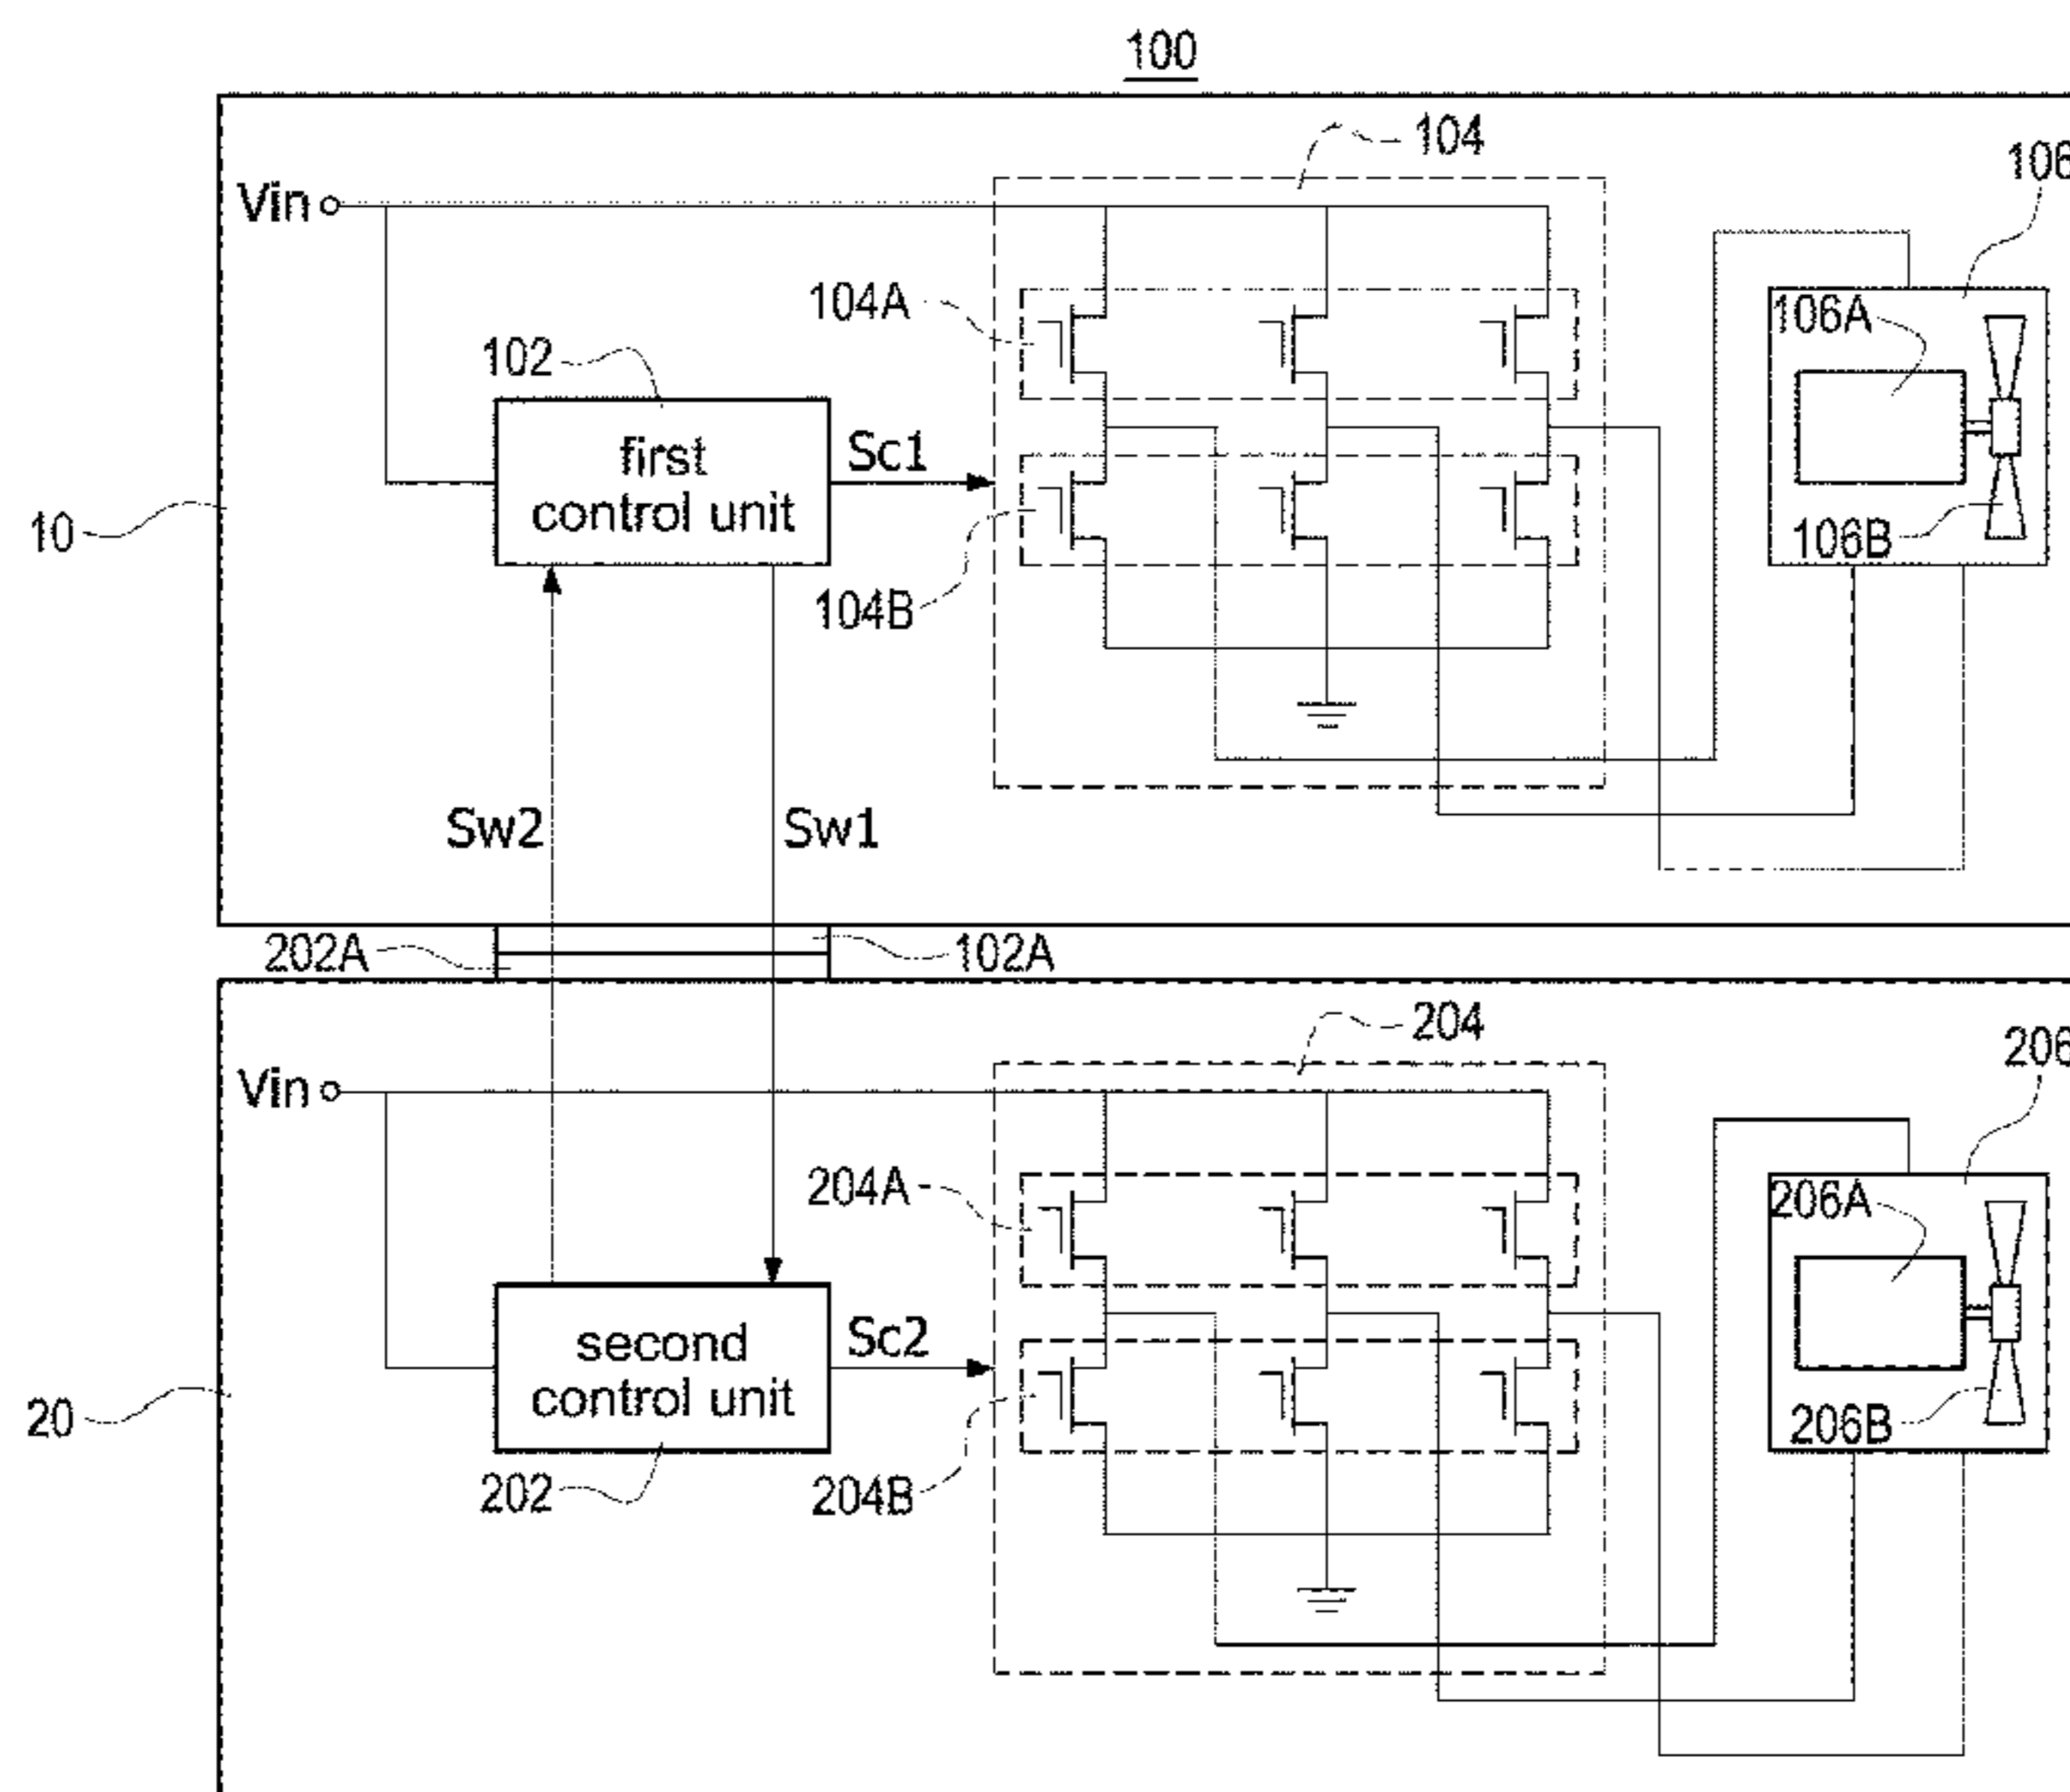 100
104
106
Vin
104A
106A
102
first
control unit
Sc1
10
106B
104B
Sw2
Sw1
202A
102A
204
206
Vin
204A
206A
second
control unit
Sc2
20
206B
202
204B